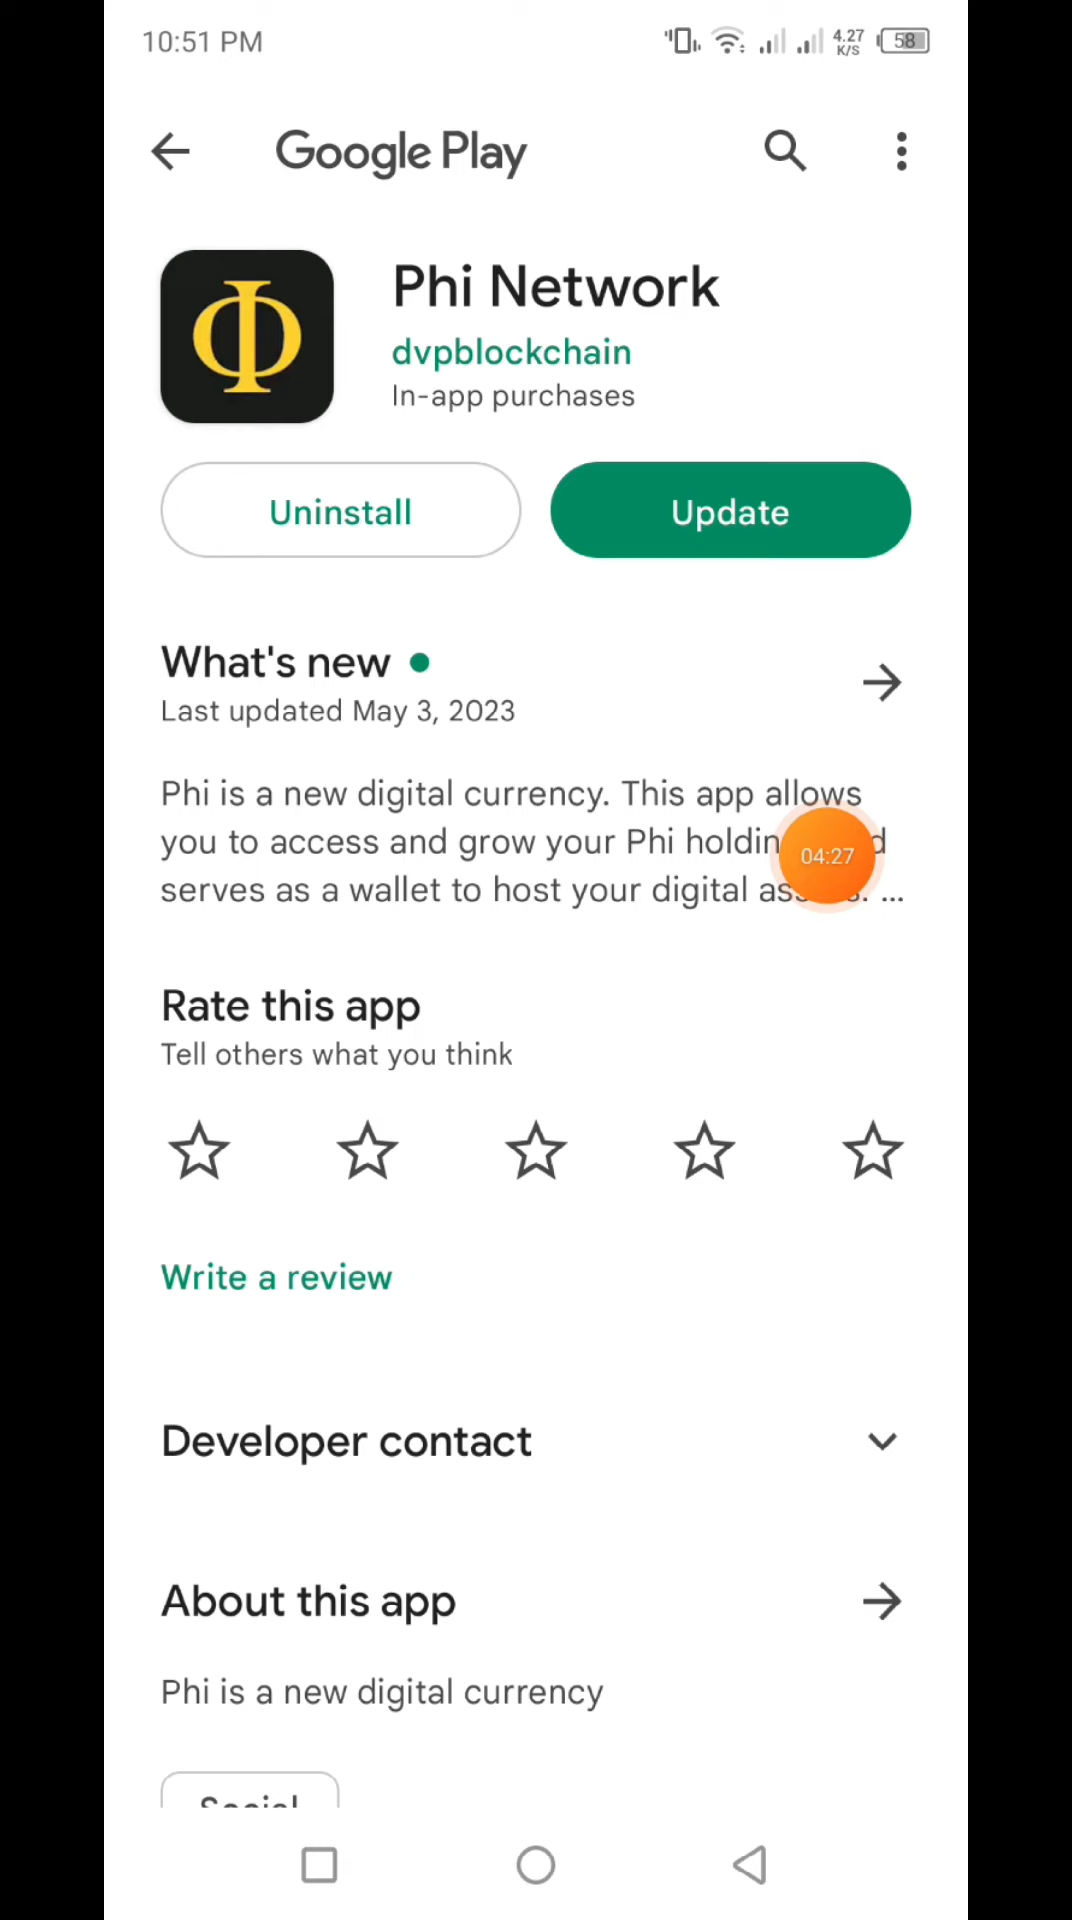 10:51 PM
4.27
K/S
58
Google Play
Φ
Phi Network
dvpblockchain
In-app purchases
Uninstall
Update
What's new
Last updated May 3, 2023
Phi is a new digital currency. This app allows
you to access and grow your Phi
04:27
serves as a wallet to host your digital ...
Rate this app
Tell others what you think
Write a review
Developer contact
About this app
Phi is a new digital currency
Social